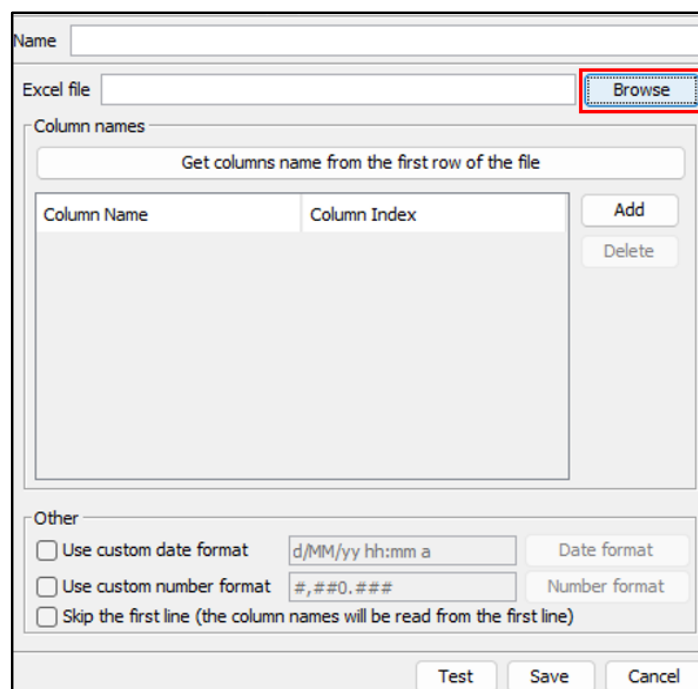 Name
Excel file Browse
Column names
Get columns name from the first row of the file
Column Name Column Index Add
Delete
Other
Use custom date format d/MM/yy hh:mm a Date format
Use custom number format #,##0.### Number format
Skip the first line (the column names will be read from the first line)
Test Save Cancel